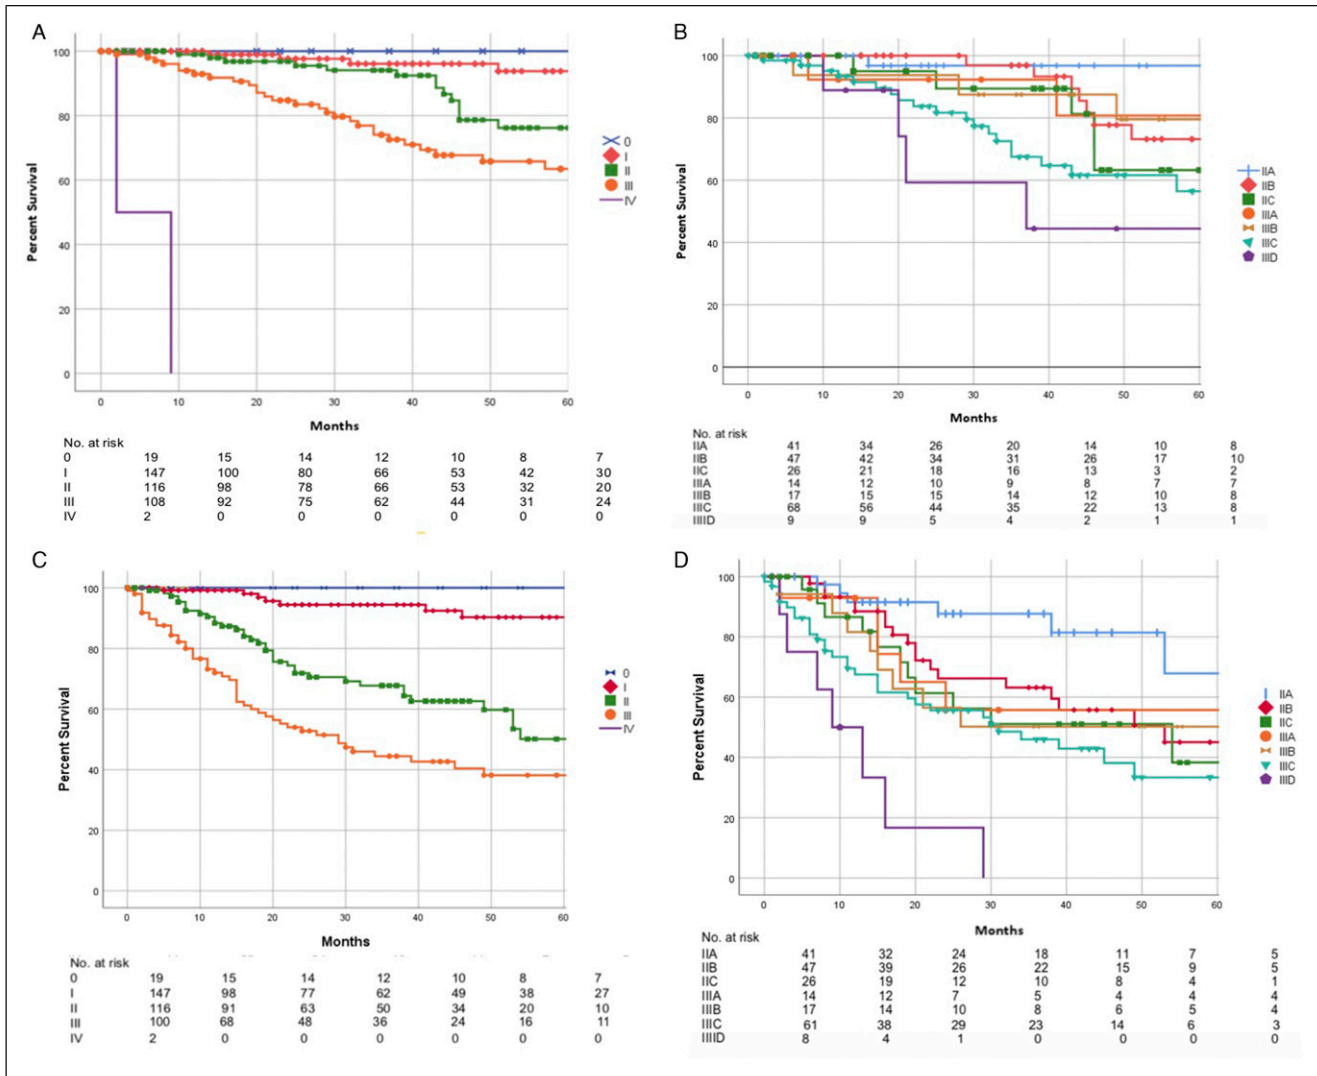 A
100
80
60
40
20
0
Percent Survival
0 10 20 30 40 50 60
Months
0
I
II
III
IV
No. at risk
0 19 15 14 12 10 8 7
I 147 100 80 66 53 42 30
II 116 98 78 66 53 32 20
III 108 92 75 62 44 31 24
IV 2 0 0 0 0 0 0
B
100
80
60
40
20
0
Percent Survival
10 20 30 40 50 60
Months
IIA
IIB
IIC
IIIA
IIIB
IIIC
IIID
No. at risk
IIA 41 34 26 20 14 10 8
IIB 47 42 34 31 26 17 10
IIC 26 21 18 16 13 3 2
IIIA 14 12 10 9 8 7 7
IIIB 17 15 15 14 12 10 8
IIIC 68 56 44 35 22 13 8
IIIID 9 9 5 4 2 1 1
C
100
80
60
40
20
0
Percent Survival
0 10 20 30 40 50 60
Months
0
I
II
III
IV
No. at risk
0 19 15 14 12 10 8 7
I 147 98 77 62 49 38 27
II 116 91 63 50 34 20 10
III 100 68 48 36 24 16 11
IV 2 0 0 0 0 0 0
D
100
80
60
40
20
0
Percent Survival
0 10 20 30 40 50 60
Months
IIA
IIB
IIC
IIIA
IIIB
IIIC
IIID
No. at risk
IIA 41 32 24 18 11 7 5
IIB 47 39 26 22 15 9 5
IIC 26 19 12 10 8 4 1
IIIA 14 12 7 5 4 4 4
IIIB 17 14 10 8 6 5 4
IIIC 61 38 29 23 14 6 3
IIIID 8 4 1 0 0 0 0